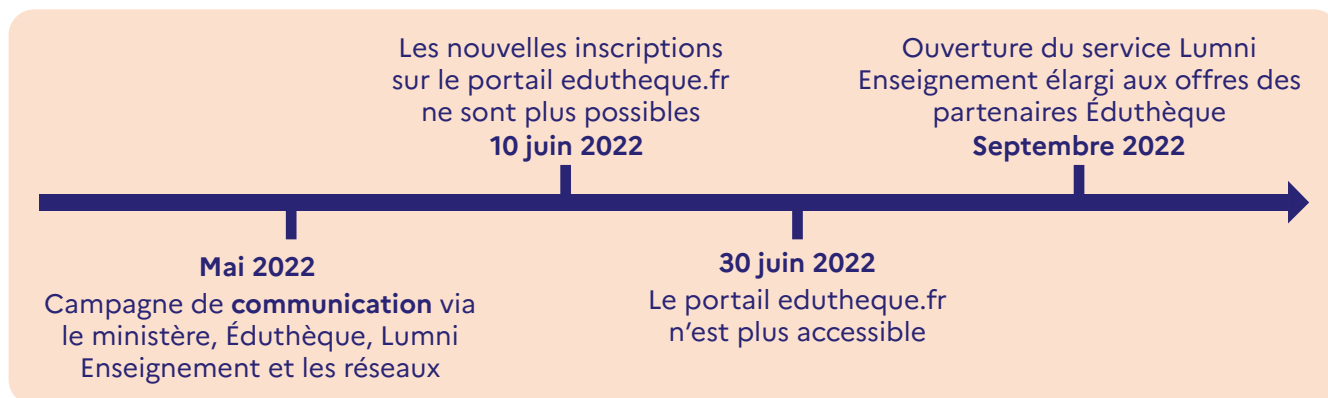 Les nouvelles inscriptions
sur le portail edutheque.fr
ne sont plus possibles
10 juin 2022
Ouverture du service Lumni
Enseignement élargi aux offres des
partenaires Éduthèque
Septembre 2022
Mai 2022
Campagne de communication via
le ministère, Éduthèque, Lumni
Enseignement et les réseaux
30 juin 2022
Le portail edutheque.fr
n’est plus accessible